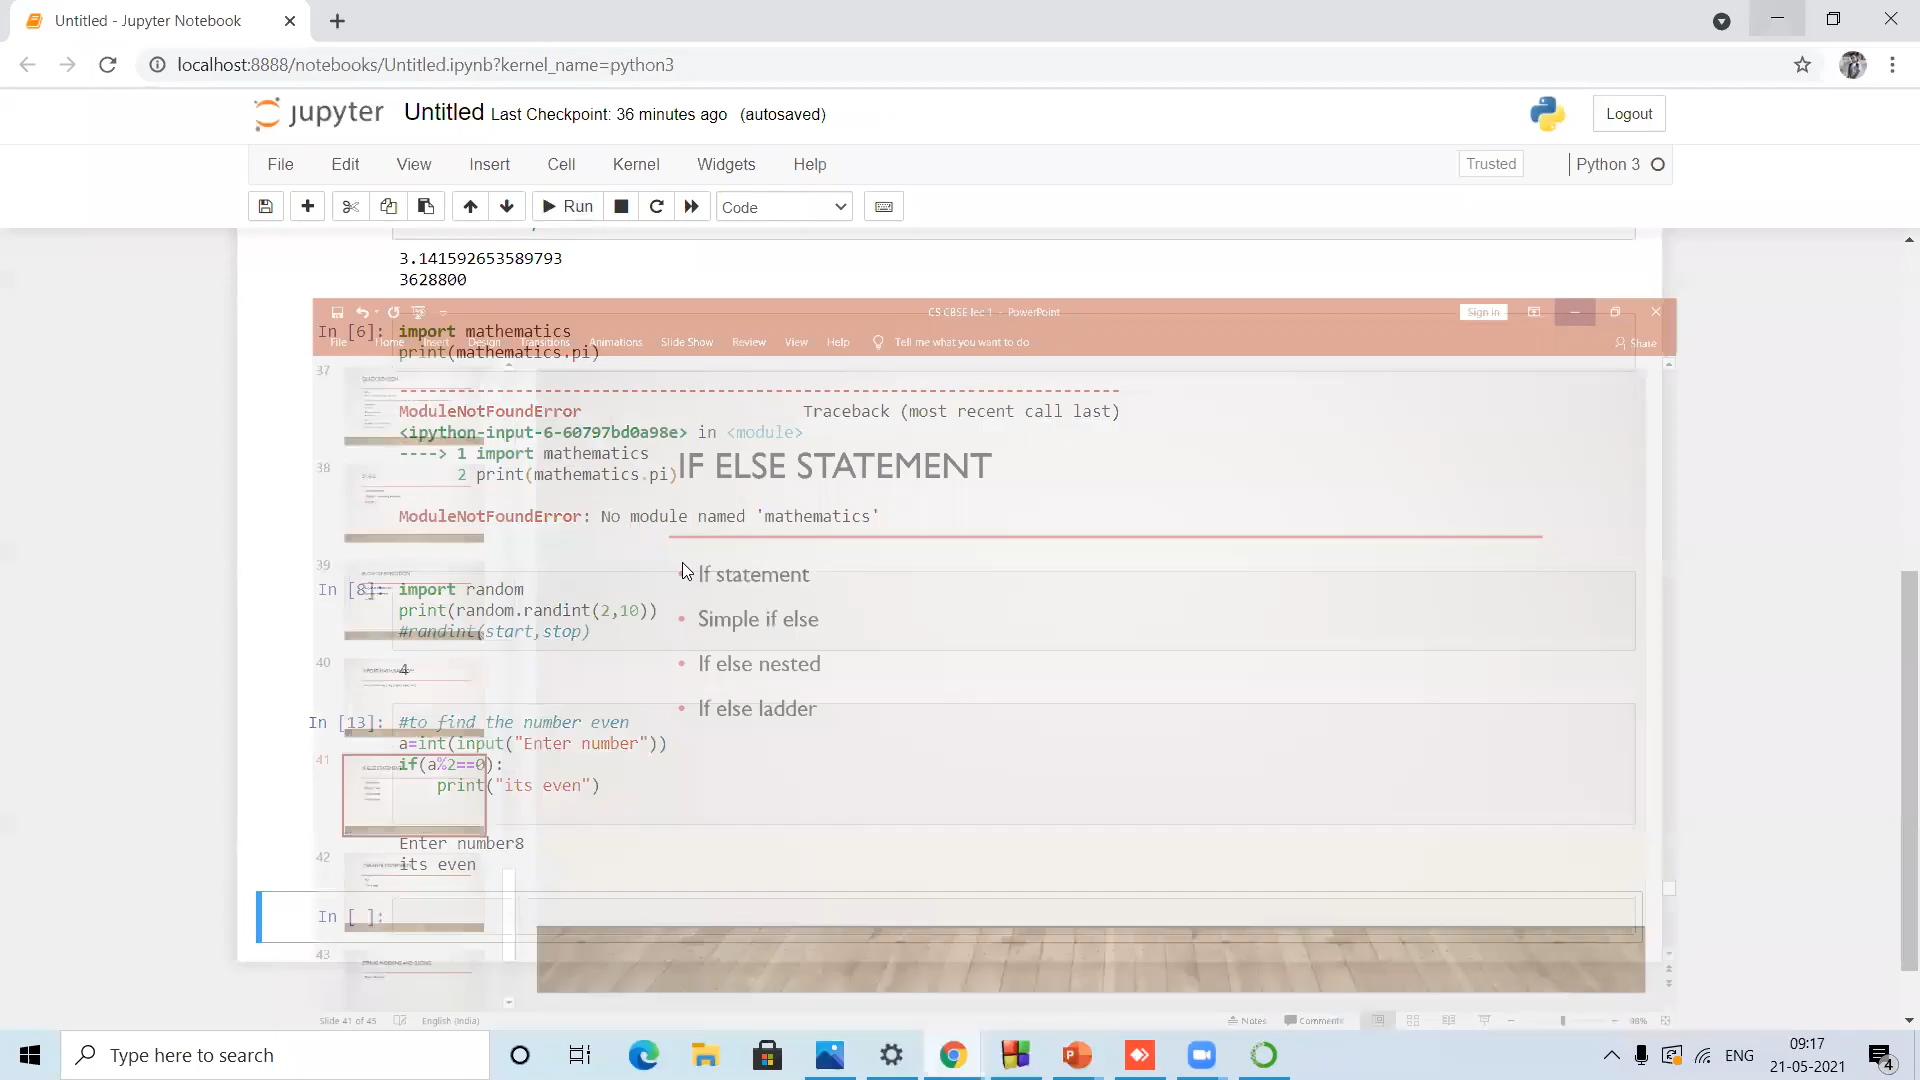 Untitled - Jupyter Notebook
localhost:8888/notebooks/Untitled.ipynb?kernel_name=python3
jupyter Untitled Last Checkpoint: 36 minutes ago (autosaved)
Logout
File Edit View Insert Cell Kernel Widgets Help
Trusted
Python 3
Run
Code
3.141592653589793
3628800
CS CBSE lec 1 - PowerPoint
Sign in
In [6]: import mathematics
print(mathematics.pi)
File Home Insert Design Transitions Animations Slide Show Review View Help Tell me what you want to do
Share
37
ModuleNotFoundError Traceback (most recent call last)
<ipython-input-6-60797bd0a98e> in <module>
----> 1 import mathematics
2 print(mathematics.pi)
IF ELSE STATEMENT
38
ModuleNotFoundError: No module named 'mathematics'
39
• If statement
In [8]: import random
print(random.randint(2,10))
#randint(start,stop)
• Simple if else
40
4
• If else nested
• If else ladder
In [13]: #to find the number even
a=int(input("Enter number"))
if(a%2==0):
print("its even")
41
Enter number8
its even
42
In [ ]:
43
Slide 41 of 45
English (India)
Notes
Comments
98%
Type here to search
ENG
09:17
21-05-2021
4